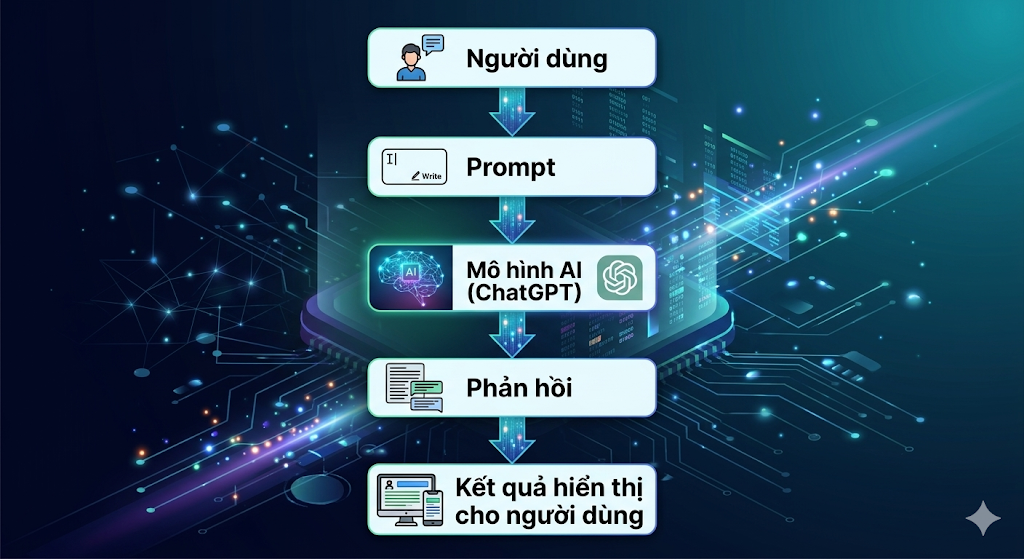 Người dùng
I
Write
Prompt
AI
Mô hình AI
(ChatGPT)
Phản hồi
Kết quả hiển thị
cho người dùng